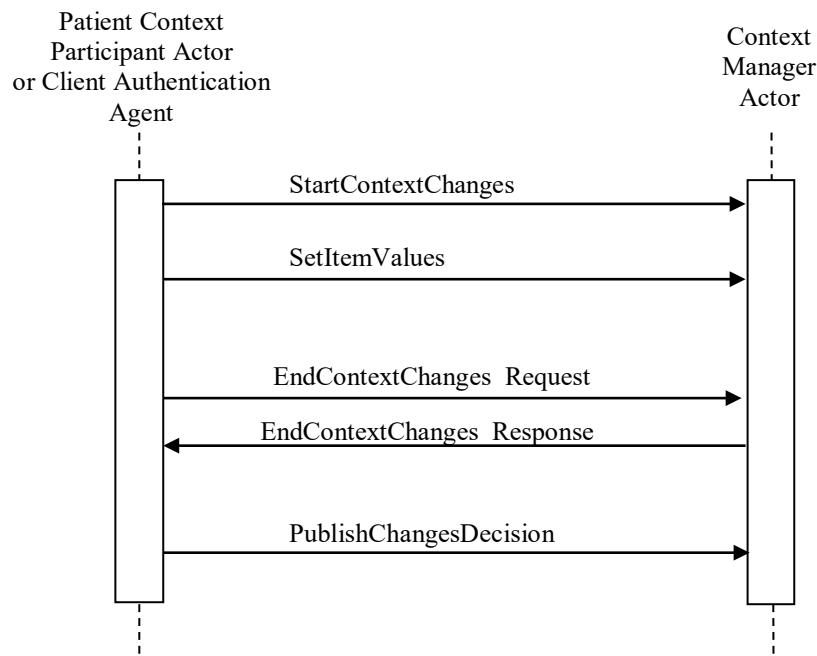 Patient Context
Participant Actor
or Client Authentication
Agent
Context
Manager
Actor
StartContextChanges
SetItemValues
EndContextChanges Request
EndContextChanges Response
PublishChangesDecision